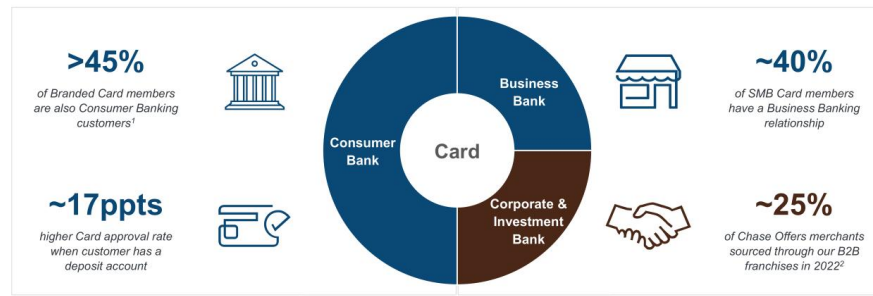 >45%
of Branded Card members
are also Consumer Banking
customers¹
~17ppts
higher Card approval rate
when customer has a
deposit account
Consumer
Bank
Card
Business
Bank
Corporate &
Investment
Bank
~40%
of SMB Card members
have a Business Banking
relationship
~25%
of Chase Offers merchants
sourced through our B2B
franchises in 2022²